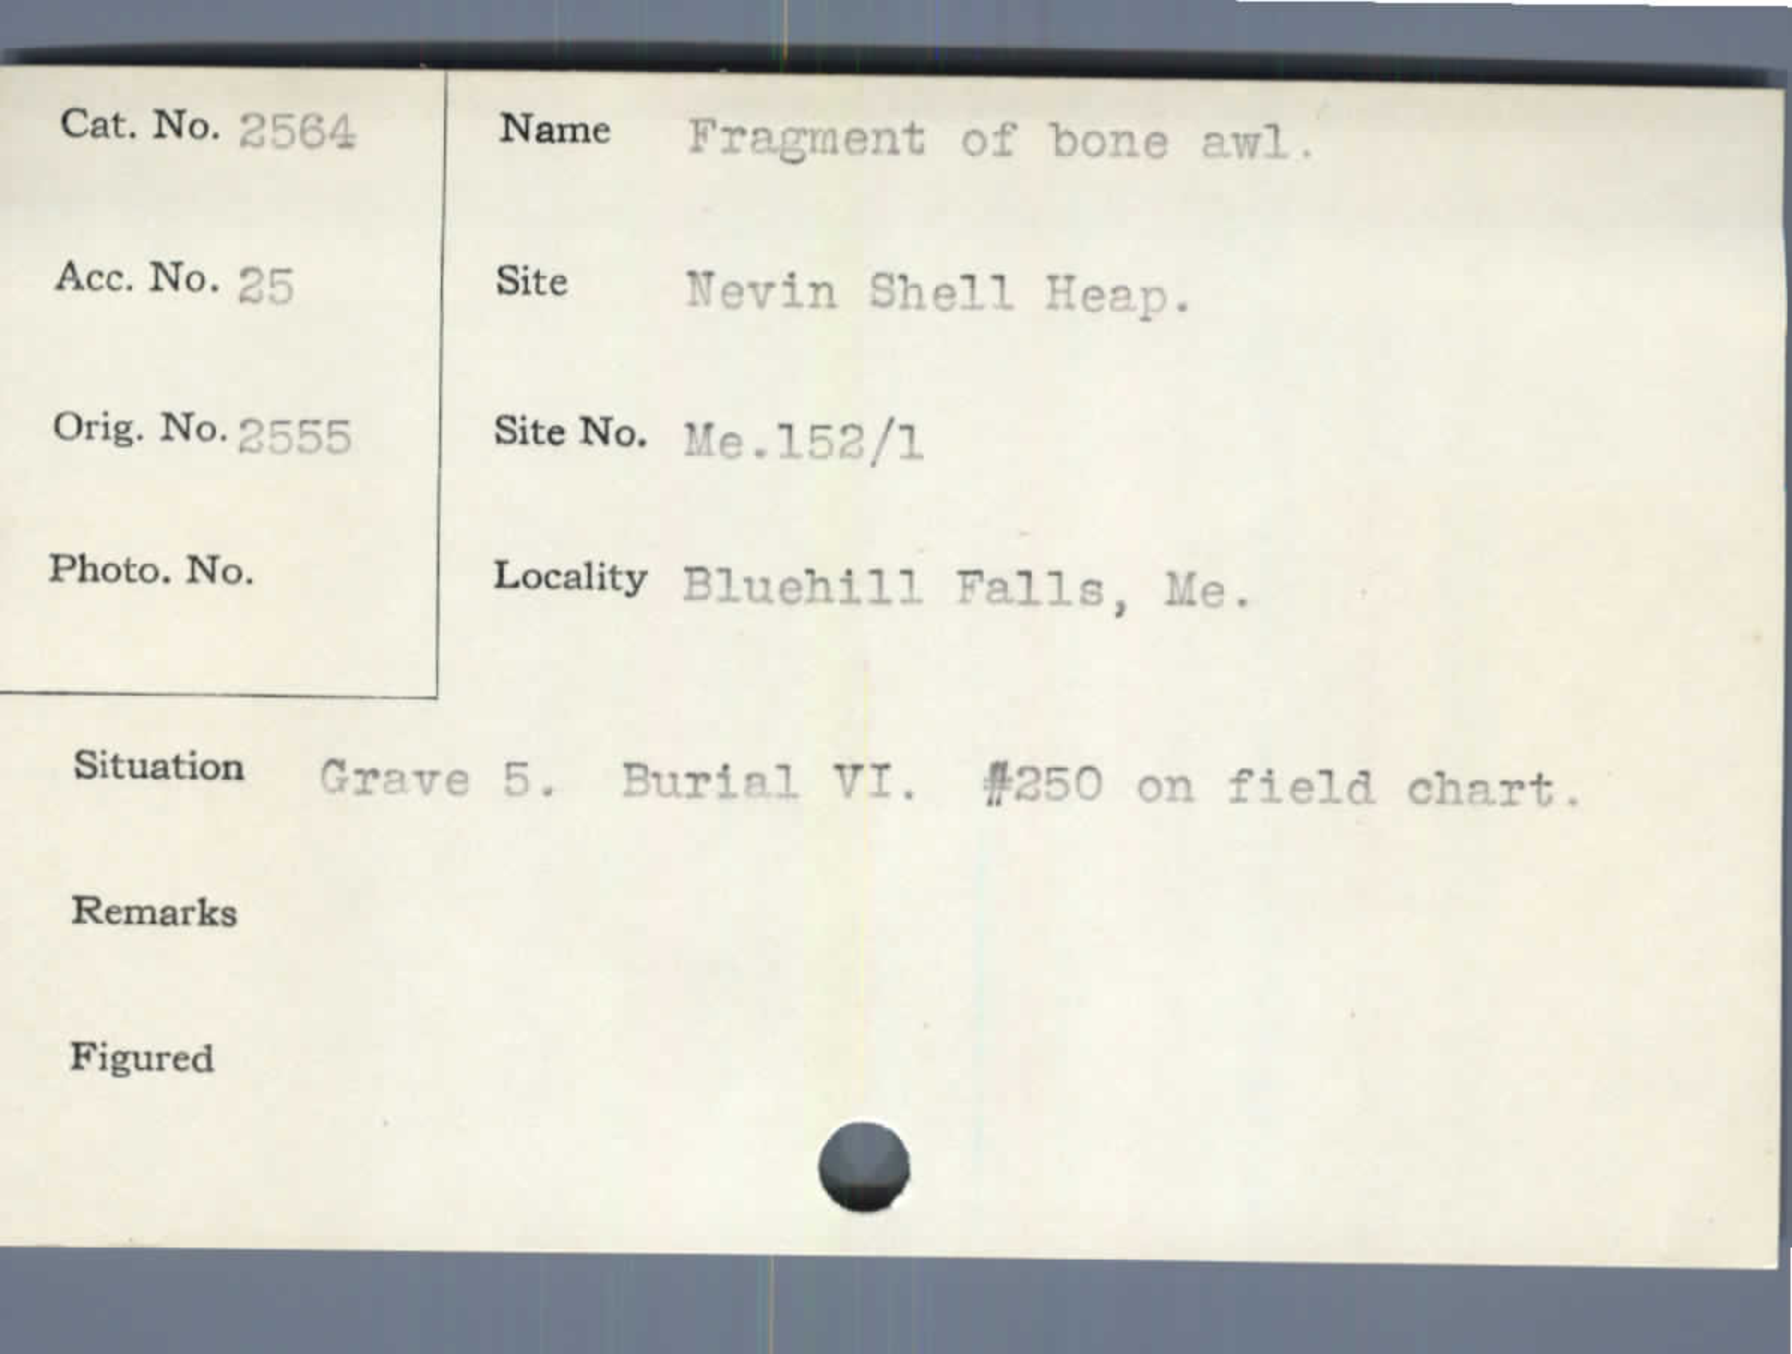 Cat. No. 2564
Name Fragment of bone awl.
Acc. No. 25
Site Nevin Shell Heap.
Orig. No. 2555
Site No. Me.152/1
Photo. No.
Locality Bluehill Falls, Me.
Situation Grave 5. Burial VI. #250 on field chart.
Remarks
Figured